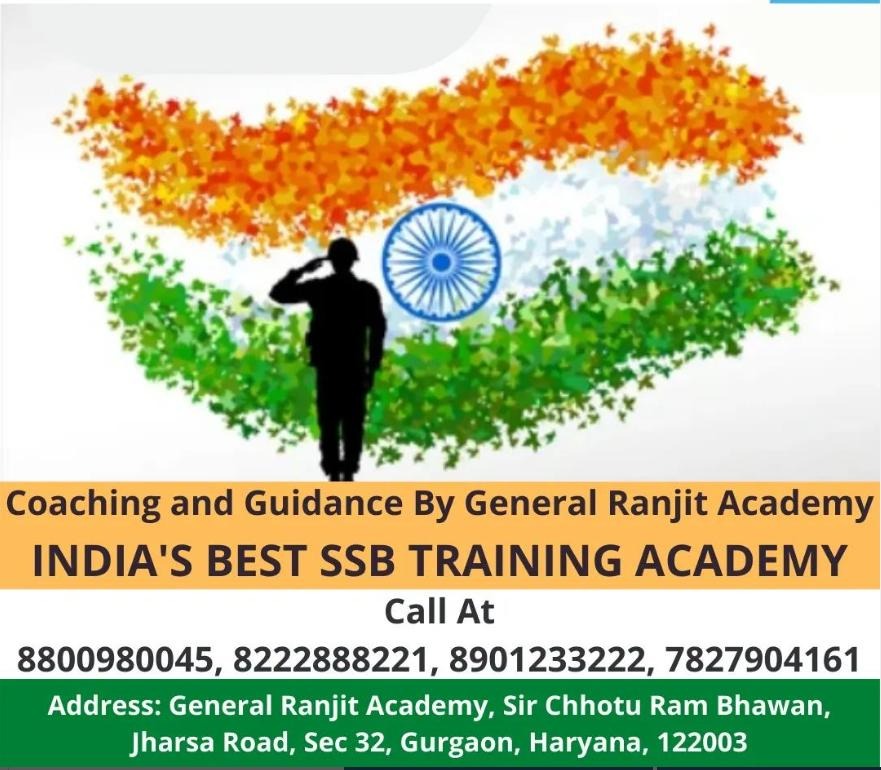 Coaching and Guidance By General Ranjit Academy
INDIA'S BEST SSB TRAINING ACADEMY
Call At
8800980045, 8222888221, 8901233222, 7827904161
Address: General Ranjit Academy, Sir Chhotu Ram Bhawan,
Jharsa Road, Sec 32, Gurgaon, Haryana, 122003